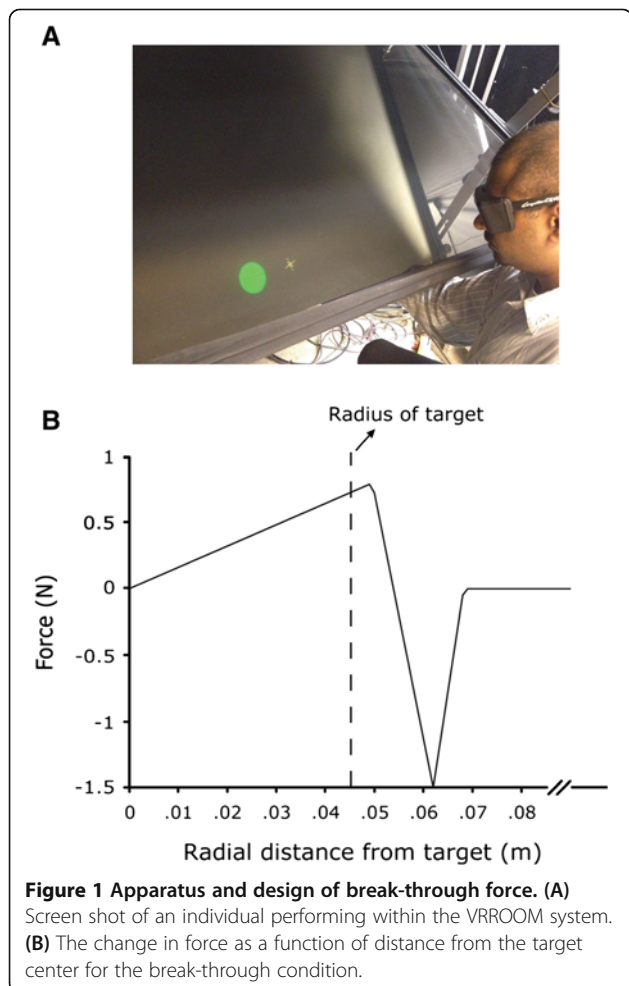 A
B
Radius of target
1
0.5
0
-0.5
-1
-1.5
Force (N)
0 .01 .02 .03 .04 .05 .06 .07 .08
Radial distance from target (m)
Figure 1 Apparatus and design of break-through force. (A)
Screen shot of an individual performing within the VRROOM system.
(B) The change in force as a function of distance from the target
center for the break-through condition.